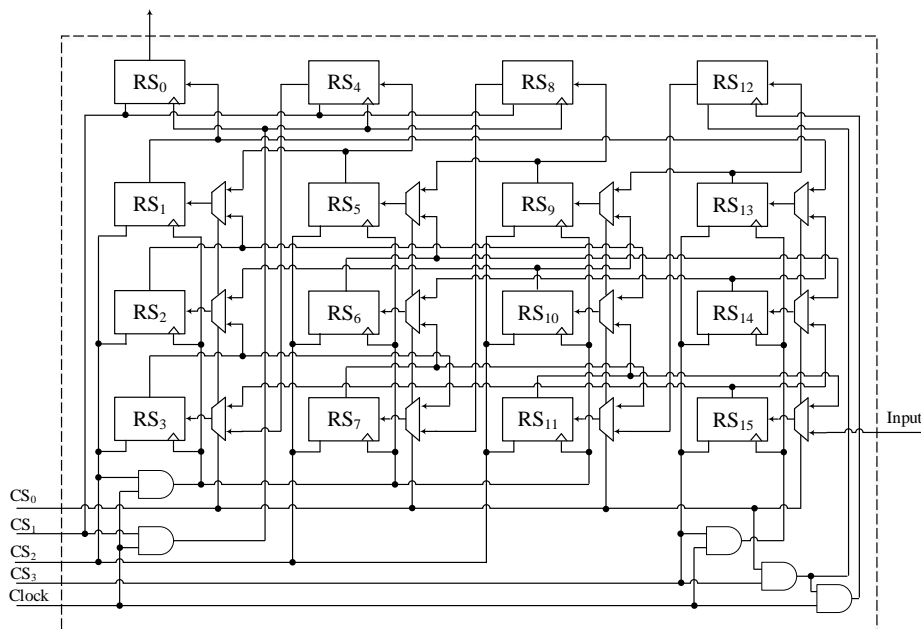 RS₀ RS₄ RS₈ RS₁₂
RS₁ RS₅ RS₉ RS₁₃
RS₂ RS₆ RS₁₀ RS₁₄
RS₃ RS₇ RS₁₁ RS₁₅
Input
CS₀
CS₁
CS₂
CS₃
Clock